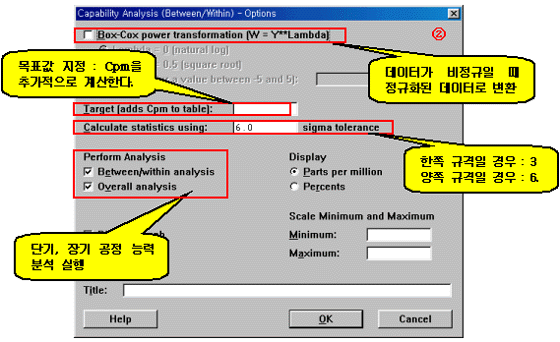 Capability Analysis (Between/Within) - Options
Box-Cox power transformation (W = Y**Lambda)
②
Lambda = 0 (natural log)
0.5 (square root)
r a value between -5 and 5):
목표값 지정 : Cpm을
추가적으로 계산한다.
데이터가 비정규일 때
정규화된 데이터로 변환
Target (adds Cpm to table):
Calculate statistics using: 6.0 sigma tolerance
한쪽 규격일 경우 : 3
양쪽 규격일 경우 : 6.
Perform Analysis
Between/within analysis
Overall analysis
Display
Parts per million
Percents
단기, 장기 공정 능력
분석 실행
Scale Minimum and Maximum
Minimum:
Maximum:
Title:
Help
OK
Cancel